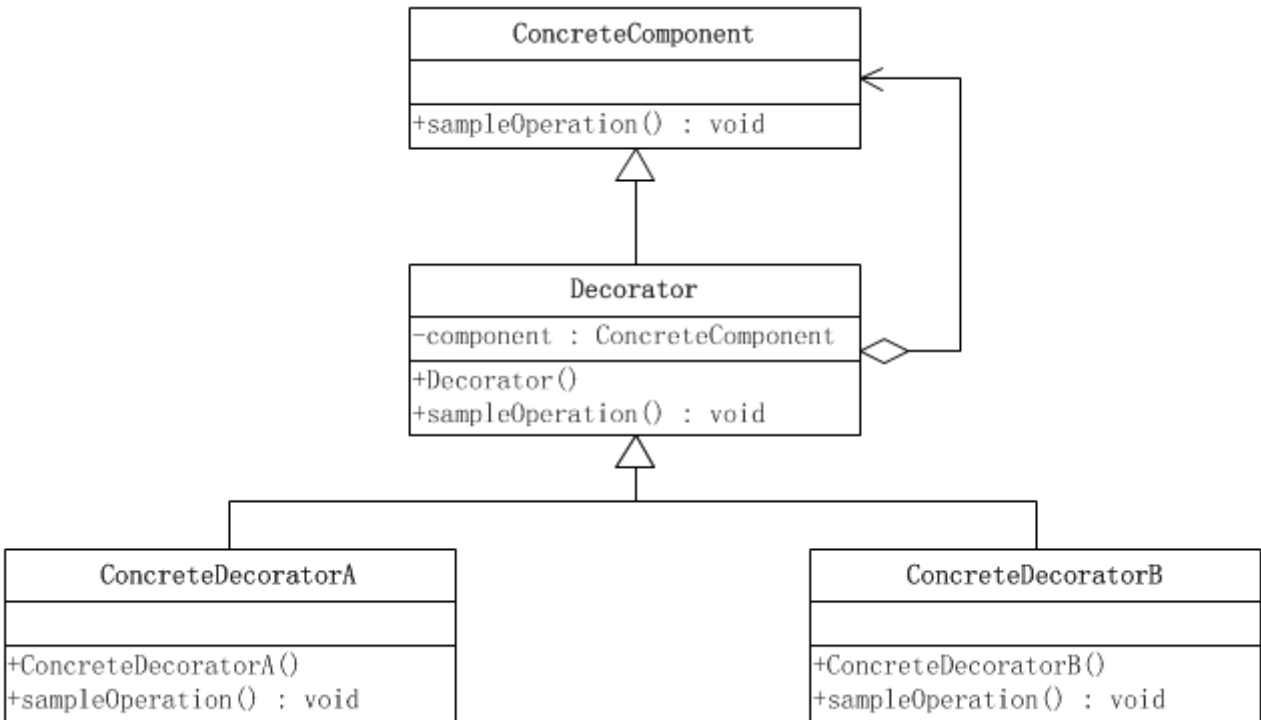 ConcreteComponent
+sampleOperation() : void
Decorator
-component : ConcreteComponent
+Decorator()
+sampleOperation() : void
ConcreteDecoratorA
+ConcreteDecoratorA()
+sampleOperation() : void
ConcreteDecoratorB
+ConcreteDecoratorB()
+sampleOperation() : void